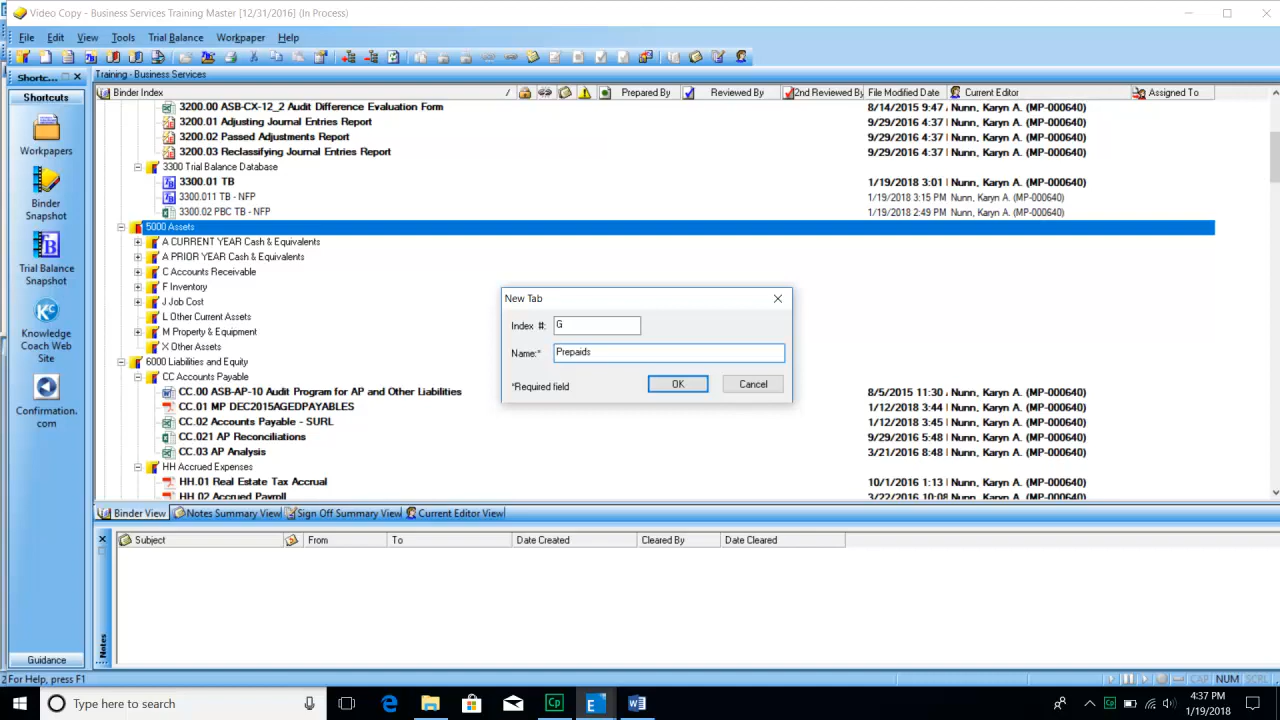 Video Copy - Business Services Training Master [12/31/2016] (In Process)
File Edit View Tools Trial Balance Workpaper Help
Shortc...
Training - Business Services
Shortcuts
Binder Index / Prepared By Reviewed By 2nd Reviewed By File Modified Date Current Editor Assigned To
3200.00 ASB-CX-12_2 Audit Difference Evaluation Form 8/14/2015 9:47 Nunn, Karyn A. (MP-000640)
3200.01 Adjusting Journal Entries Report 9/29/2016 4:37 Nunn, Karyn A. (MP-000640)
3200.02 Passed Adjustments Report 9/29/2016 4:37 Nunn, Karyn A. (MP-000640)
3200.03 Reclassifying Journal Entries Report 9/29/2016 4:37 Nunn, Karyn A. (MP-000640)
3300 Trial Balance Database
3300.01 TB 1/19/2018 3:01 Nunn, Karyn A. (MP-000640)
3300.011 TB - NFP 1/19/2018 3:15 PM Nunn, Karyn A. (MP-000640)
3300.02 PBC TB - NFP 1/19/2018 2:49 PM Nunn, Karyn A. (MP-000640)
5000 Assets
A CURRENT YEAR Cash & Equivalents
A PRIOR YEAR Cash & Equivalents
C Accounts Receivable
F Inventory
J Job Cost
L Other Current Assets
M Property & Equipment
X Other Assets
6000 Liabilities and Equity
CC Accounts Payable
CC.00 ASB-AP-10 Audit Program for AP and Other Liabilities 8/5/2015 11:30 Nunn, Karyn A. (MP-000640)
CC.01 MP DEC2015AGEDPAYABLES 1/12/2018 3:44 Nunn, Karyn A. (MP-000640)
CC.02 Accounts Payable - SURL 1/12/2018 3:45 Nunn, Karyn A. (MP-000640)
CC.021 AP Reconciliations 9/29/2016 5:48 Nunn, Karyn A. (MP-000640)
CC.03 AP Analysis 3/21/2016 8:48 Nunn, Karyn A. (MP-000640)
HH Accrued Expenses
HH.01 Real Estate Tax Accrual 10/1/2016 1:13 Nunn, Karyn A. (MP-000640)
HH.02 Accrued Payroll 3/22/2016 10:08 Nunn, Karyn A. (MP-000640)
Workpapers
Binder
Snapshot
Trial Balance
Snapshot
KC
Knowledge
Coach Web
Site
Confirmation.
com
Guidance
New Tab
Index #: G
Name:* Prepaids
*Required field OK Cancel
Binder View Notes Summary View Sign Off Summary View Current Editor View
Subject From To Date Created Cleared By Date Cleared
Notes
2For Help, press F1 CAP NUM SCRL
Type here to search
4:37 PM
1/19/2018